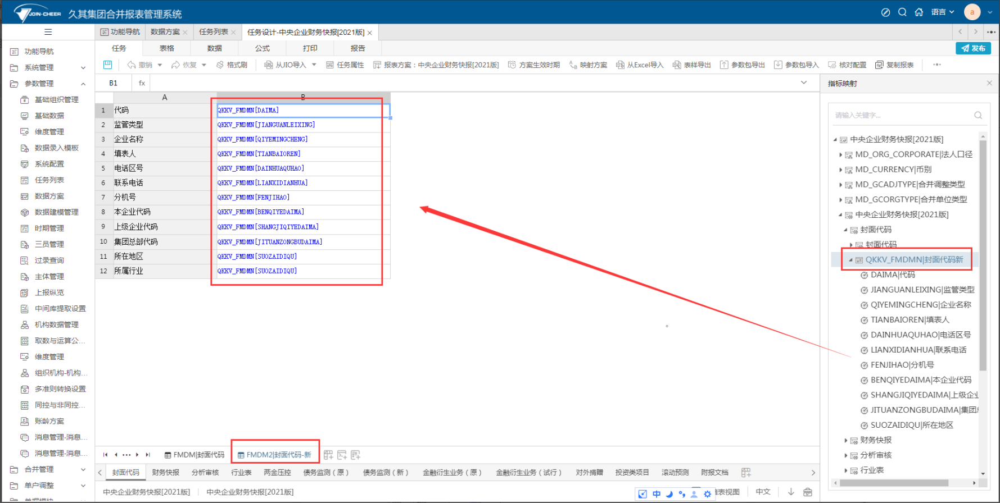 JOIN-CHEER 久其集团合并报表管理系统 语言 a
功能导航 数据方案 任务列表 任务设计-中央企业财务快报[2021版]
任务 表格 数据 公式 打印 报告 发布
撤销 恢复 格式刷 从JIO导入 任务属性 报表方案：中央企业财务快报[2021版] 方案生效时期 映射方案 从Excel导入 表样导出 参数包导出 参数包导入 核对配置 复制报表
B1 fx
功能导航
系统管理
参数管理
基础组织管理
基础数据
维度管理
数据录入模板
系统配置
任务列表
数据方案
数据建模管理
时期管理
三员管理
过录查询
主体管理
上报纵览
中间库提取设置
机构数据管理
取数与运算公...
维度管理
组织机构-机构...
多准则转换设置
同控与非同控...
账龄方案
消息管理-消息...
消息管理-消息...
合并管理
单户调整
A B
1 代码 QKKV_FMDMN[DAIMA]
2 监管类型 QKKV_FMDMN[JIANGUANLEIXING]
3 企业名称 QKKV_FMDMN[QIYEMINGCHENG]
4 填表人 QKKV_FMDMN[TIANBAIOREN]
5 电话区号 QKKV_FMDMN[DAINHUAQUHAO]
6 联系电话 QKKV_FMDMN[LIANXIDIANHUA]
7 分机号 QKKV_FMDMN[FENJIHAO]
8 本企业代码 QKKV_FMDMN[BENQIYEDAIMA]
9 上级企业代码 QKKV_FMDMN[SHANGJIQIYEDAIMA]
10 集团总部代码 QKKV_FMDMN[JITUANZONGBUDAIMA]
11 所在地区 QKKV_FMDMN[SUOZAIDIQU]
12 所属行业 QKKV_FMDMN[SUOZAIDIQU]
指标映射
请输入关键字...
中央企业财务快报[2021版]
MD_ORG_CORPORATE|法人口径
MD_CURRENCY|币别
MD_GCADJTYPE|合并调整类型
MD_GCORGTYPE|合并单位类型
中央企业财务快报[2021版]
封面代码
封面代码
QKKV_FMDMN|封面代码新
DAIMA|代码
JIANGUANLEIXING|监管类型
QIYEMINGCHENG|企业名称
TIANBAIOREN|填表人
DAINHUAQUHAO|电话区号
LIANXIDIANHUA|联系电话
FENJIHAO|分机号
BENQIYEDAIMA|本企业代码
SHANGJIQIYEDAIMA|上级企业
JITUANZONGBUDAIMA|集团
SUOZAIDIQU|所在地区
财务快报
分析审核
行业表
FMDM|封面代码 FMDM2|封面代码-新
封面代码 财务快报 分析审核 行业表 两金压控 债务监测（原） 债务监测（新） 金融衍生业务（原） 金融衍生业务（试行） 对外捐赠 投资类项目 滚动预测 附报文档
中央企业财务快报[2021版] 中央企业财务快报[2021版] 中 表视图 中文